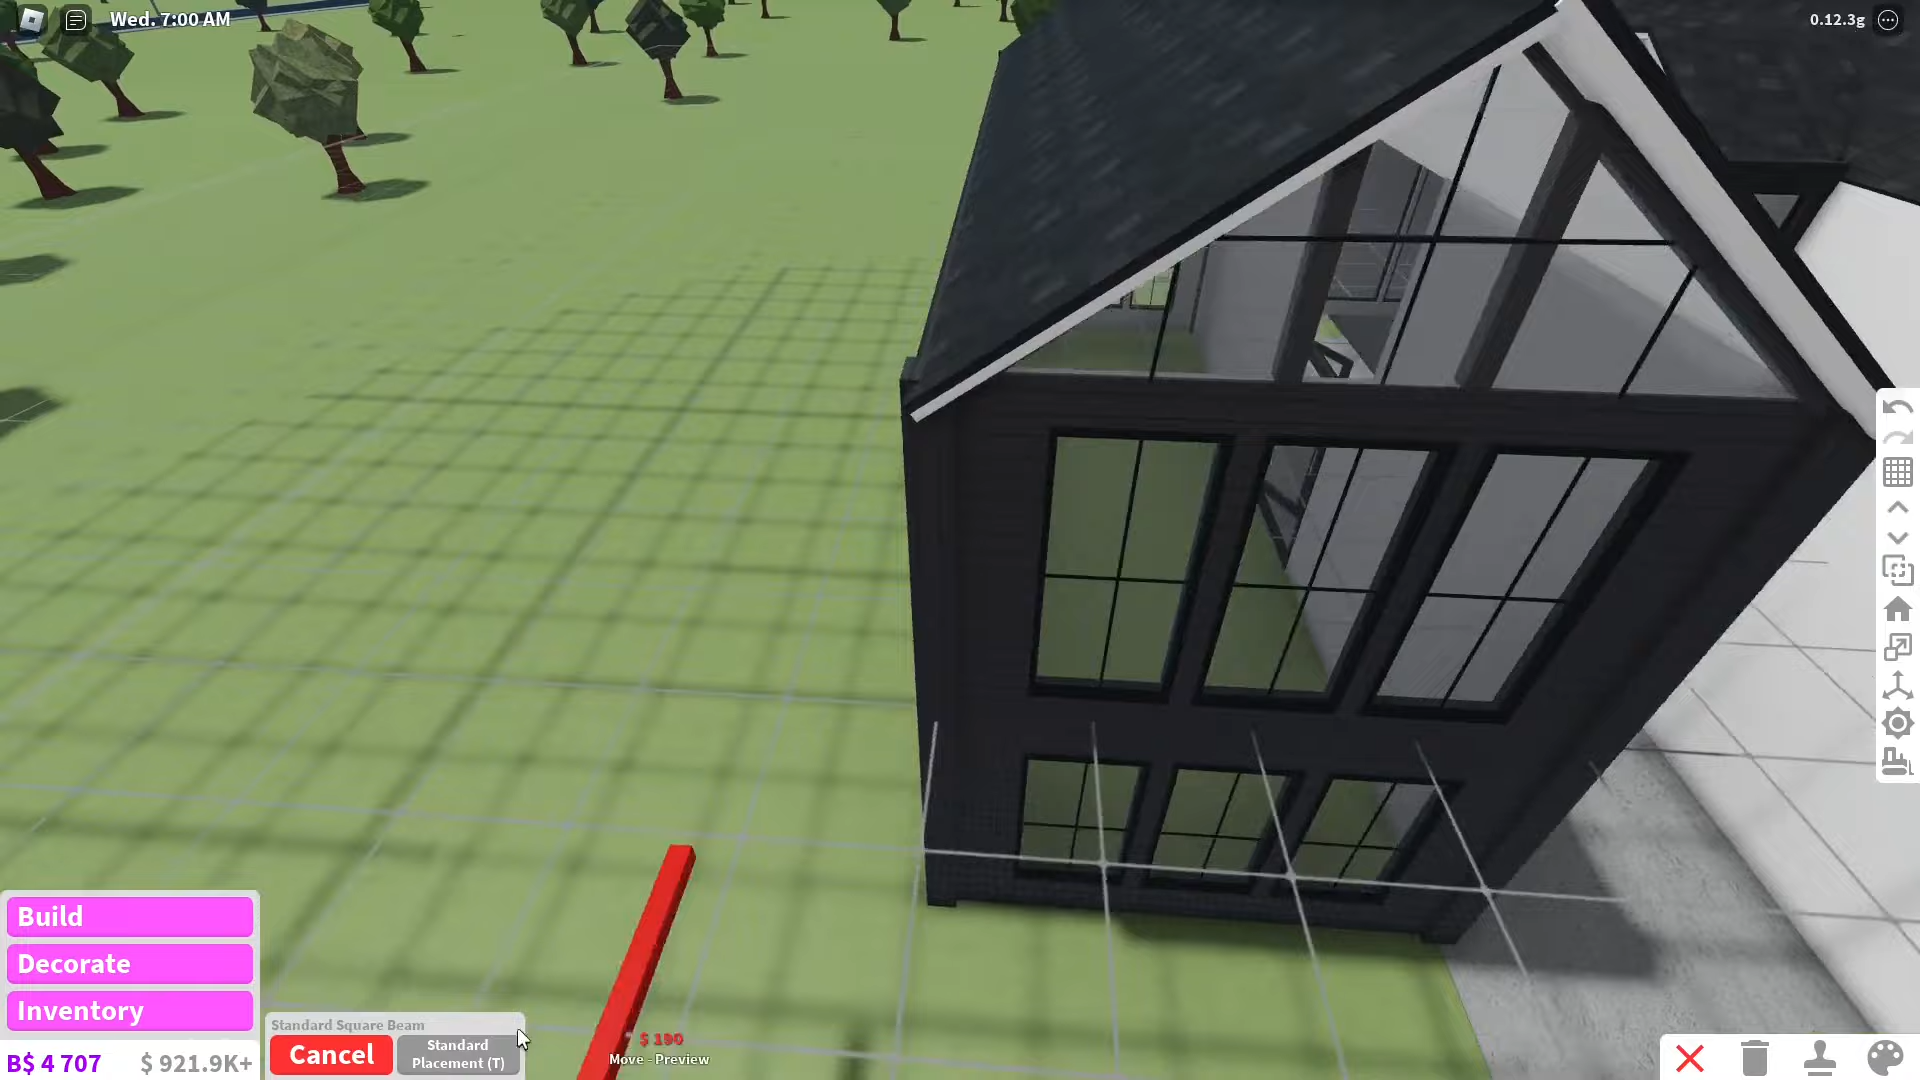 Wed. 7:00 AM
0.12.3g
Build
Decorate
Inventory
B$ 4 707
$ 921.9K+
Standard Square Beam
Cancel
Standard
Placement (T)
$ 190
Move - Preview